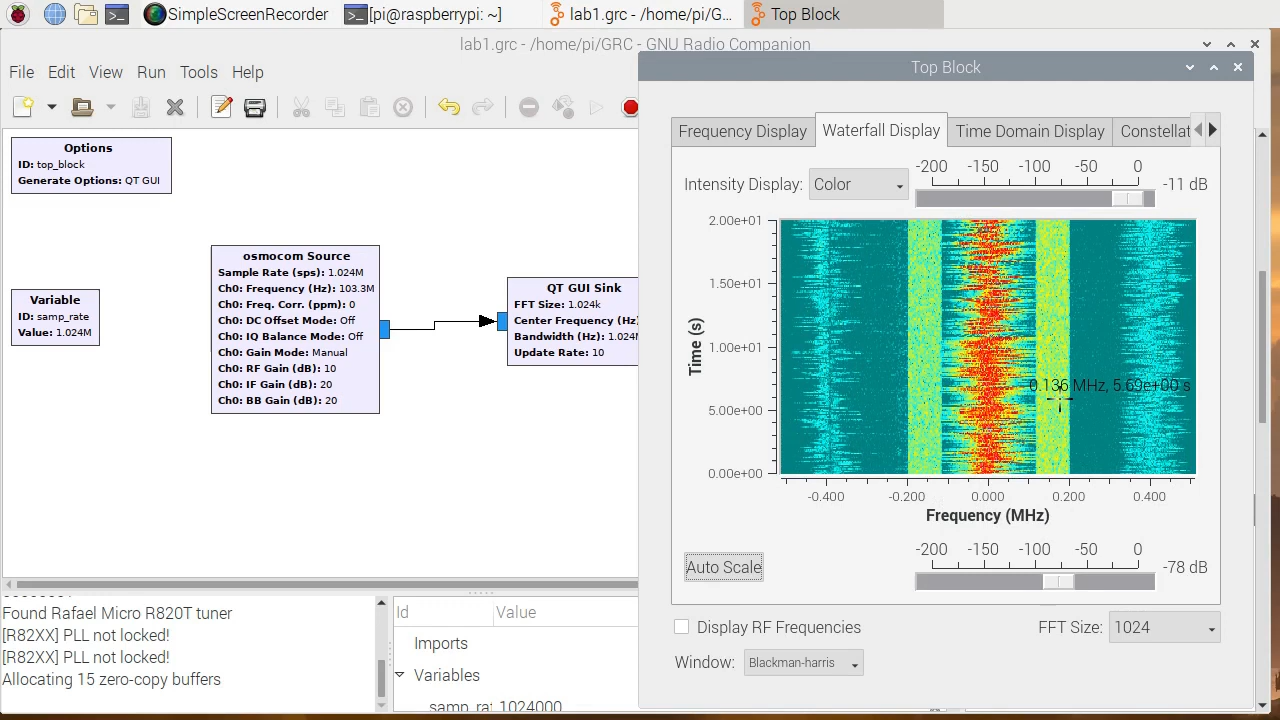 SimpleScreenRecorder
[pi@raspberrypi: ~]
lab1.grc - /home/pi/G...
Top Block
lab1.grc - /home/pi/GRC - GNU Radio Companion
File Edit View Run Tools Help
Options
ID: top_block
Generate Options: QT GUI
Variable
ID: samp_rate
Value: 1.024M
osmocom Source
Sample Rate (sps): 1.024M
Ch0: Frequency (Hz): 103.3M
Ch0: Freq. Corr. (ppm): 0
Ch0: DC Offset Mode: Off
Ch0: IQ Balance Mode: Off
Ch0: Gain Mode: Manual
Ch0: RF Gain (dB): 10
Ch0: IF Gain (dB): 20
Ch0: BB Gain (dB): 20
QT GUI Sink
FFT Size: 1.024k
Center Frequency (Hz)
Bandwidth (Hz): 1.024
Update Rate: 10
Found Rafael Micro R820T tuner
[R82XX] PLL not locked!
[R82XX] PLL not locked!
Allocating 15 zero-copy buffers
Id Value
Imports
Variables
samp_rat 1024000
Top Block
Frequency Display Waterfall Display Time Domain Display Constellat
Intensity Display: Color
-200 -150 -100 -50 0
-11 dB
2.00e+01
1.50e+01
1.00e+01
5.00e+00
0.00e+00
Time (s)
0.136 MHz, 5.69e+00 s
-0.400 -0.200 0.000 0.200 0.400
Frequency (MHz)
Auto Scale
-200 -150 -100 -50 0
-78 dB
Display RF Frequencies
FFT Size: 1024
Window: Blackman-harris